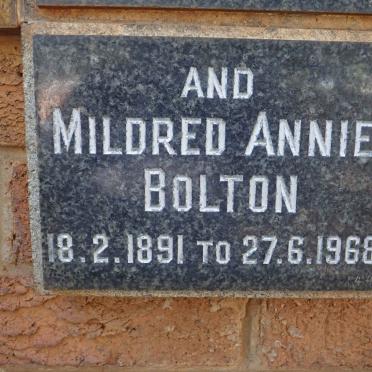 AND
MILDRED ANNIE
BOLTON
18.2.1891 TO 27.6.1968